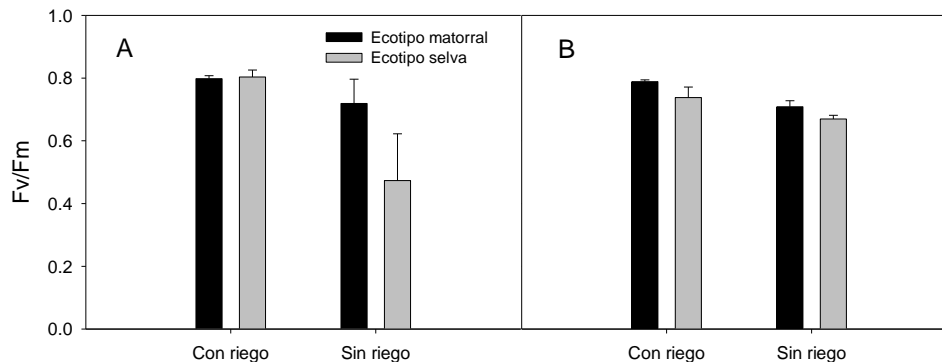 1.0
0.8
0.6
0.4
0.2
0.0
Fv/Fm
A
Ecotipo matorral
Ecotipo selva
B
Con riego
Sin riego
Con riego
Sin riego